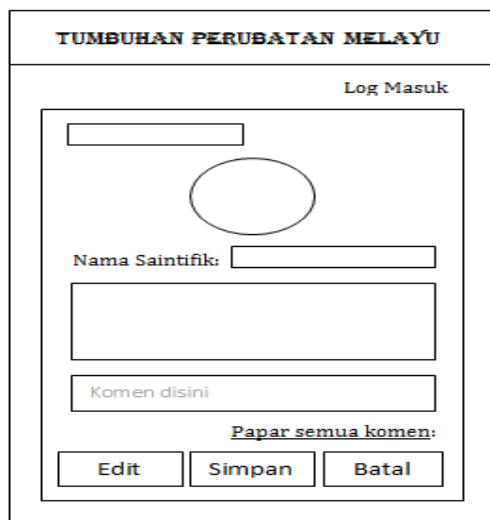 TUMBUHAN PERUBATAN MELAYU
Log Masuk
Nama Saintifik:
Komen disini
Papar semua komen:
Edit Simpan Batal